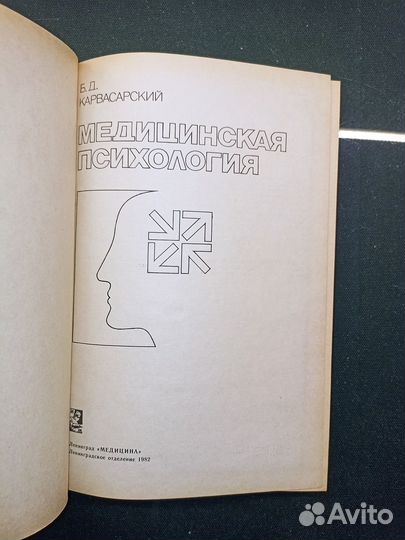 Б. Д.
КАРВАСАРСКИЙ
МЕДИЦИНСКАЯ
ПСИХОЛОГИЯ
Ленинград «МЕДИЦИНА»
Ленинградское отделение 1982
Avito